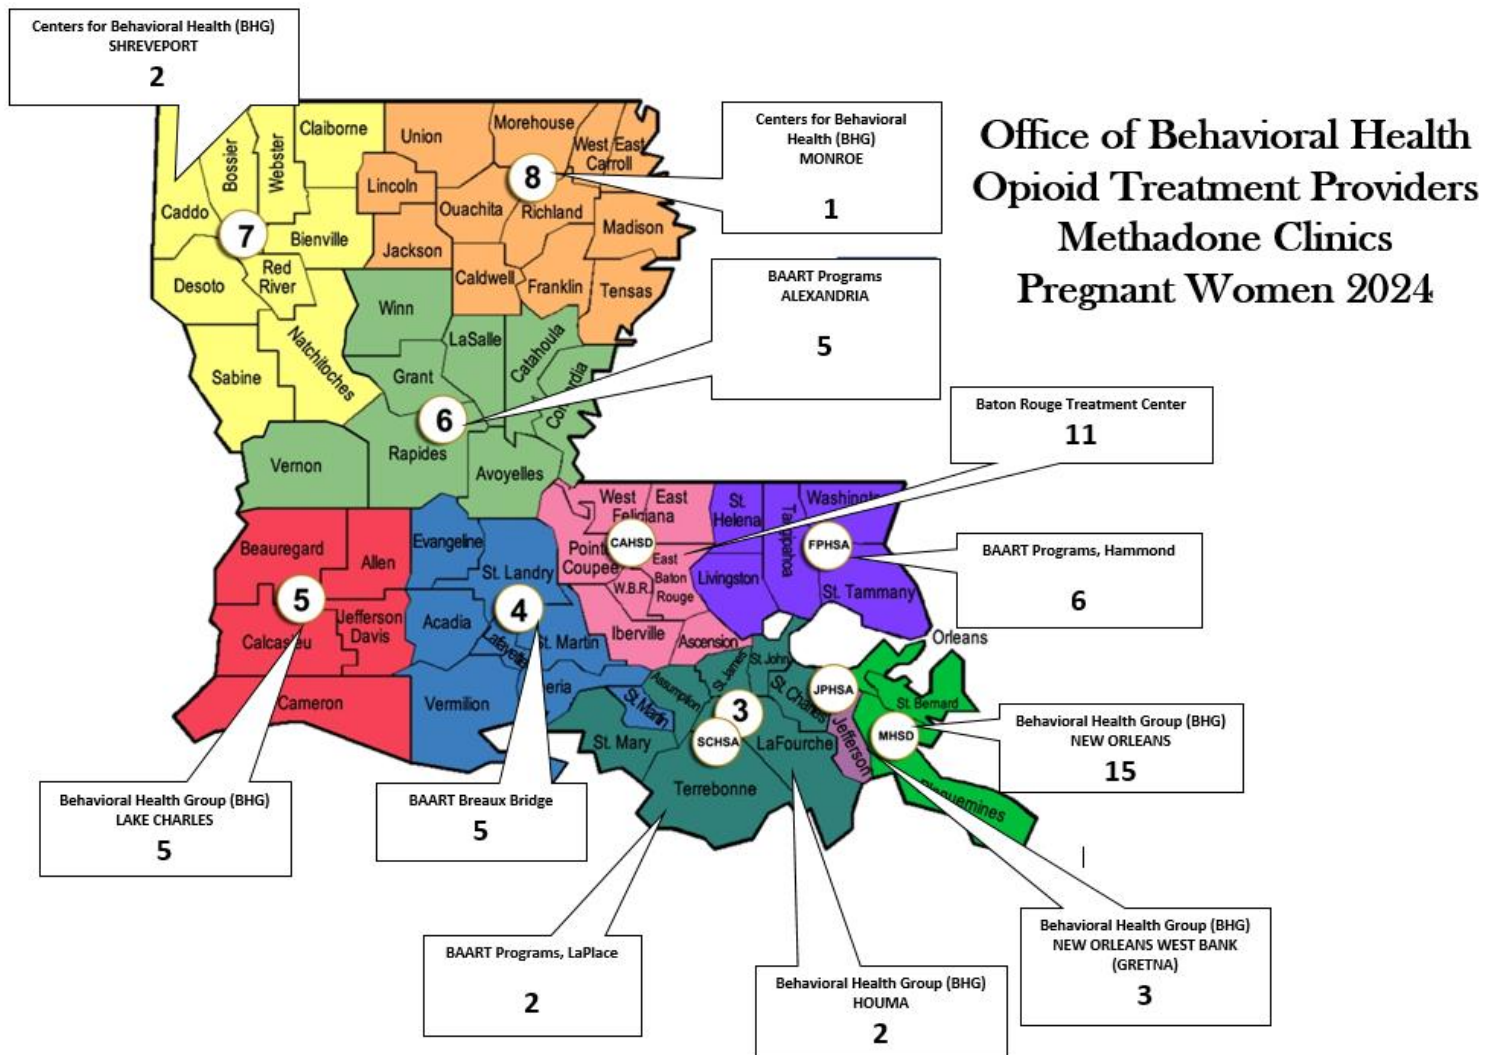 Centers for Behavioral Health (BHG)
SHREVEPORT
2
Office of Behavioral Health
Opioid Treatment Providers
Methadone Clinics
Pregnant Women 2024
Centers for Behavioral
Health (BHG)
MONROE
1
BAART Programs
ALEXANDRIA
5
Baton Rouge Treatment Center
11
BAART Programs, Hammond
6
Behavioral Health Group (BHG)
NEW ORLEANS
15
Behavioral Health Group (BHG)
NEW ORLEANS WEST BANK
(GRETNA)
3
Behavioral Health Group (BHG)
HOUMA
2
BAART Programs, LaPlace
2
BAART Breaux Bridge
5
Behavioral Health Group (BHG)
LAKE CHARLES
5
Caddo
Bossier
Webster
Claiborne
Bienville
7
Desoto
Red
River
Sabine
Natchitoches
Union
Morehouse
West East
Carroll
Lincoln
8
Ouachita
Richland
Madison
Jackson
Caldwell
Franklin
Tensas
Winn
LaSalle
Catahoula
Grant
6
Rapides
Vernon
Avoyelles
Beauregard
Allen
5
Calcasieu
Jefferson
Davis
Cameron
Evangeline
St. Landry
4
Acadia
St. Martin
Vermilion
St. Martin
West East
Feliciana
CAHSD
Coupee
East
Baton
Rouge
W.B.R.
Iberville
Ascension
St.
Helena
Tangipahoa
FPHSA
Livingston
St. Tammany
Orleans
Assumption
St. James
St. John
St. Charles
3
SCHSA
St. Mary
LaFourche
Terrebonne
JPHSA
Jefferson
St. Bernard
MHSD